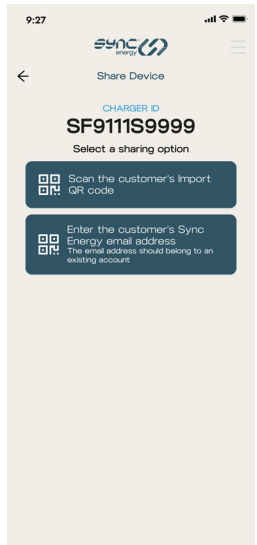 9:27
sync
energy
Share Device
CHARGER ID
SF9111S9999
Select a sharing option
Scan the customer's Import
QR code
Enter the customer's Sync
Energy email address
The email address should belong to an
existing account